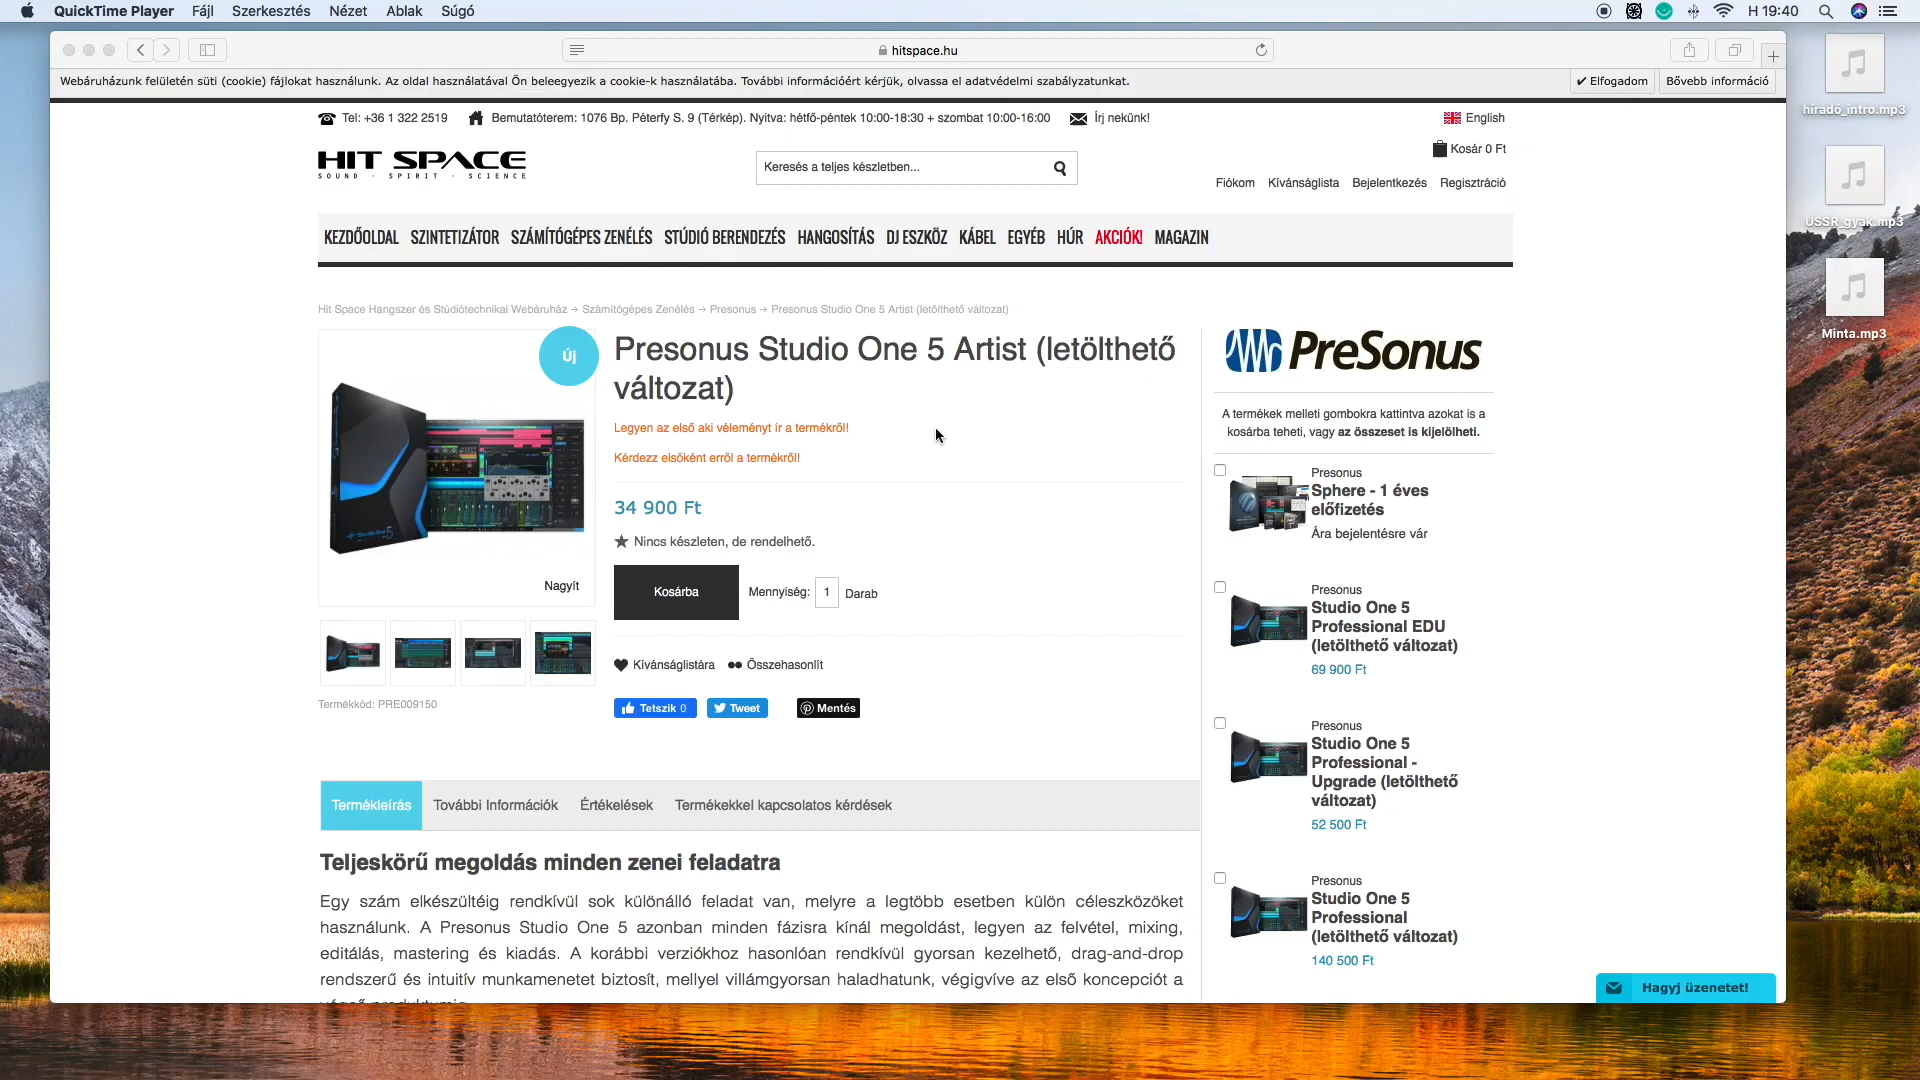 QuickTime Player Fájl Szerkesztés Nézet Ablak Súgó
H 19:40
hitspace.hu
Webáruházunk felületén süti (cookie) fájlokat használunk. Az oldal használatával Ön beleegyezik a cookie-k használatába. További információért kérjük, olvassa el adatvédelmi szabályzatunkat.
✔ Elfogadom
Bővebb információ
híradó_intro.mp3
USSR_gyak.mp3
Minta.mp3
Tel: +36 1 322 2519
Bemutatóterem: 1076 Bp. Péterfy S. 9 (Térkép). Nyitva: hétfő-péntek 10:00-18:30 + szombat 10:00-16:00
Írj nekünk!
English
HIT SPACE
SOUND · SPIRIT · SCIENCE
Keresés a teljes készletben...
Kosár 0 Ft
Fiókom Kívánságlista Bejelentkezés Regisztráció
KEZDŐOLDAL SZINTETIZÁTOR SZÁMÍTÓGÉPES ZENÉLÉS STÚDIÓ BERENDEZÉS HANGOSÍTÁS DJ ESZKÖZ KÁBEL EGYÉB HÚR AKCIÓK! MAGAZIN
Hit Space Hangszer és Stúdiótechnikai Webáruház → Számítógépes Zenélés → Presonus → Presonus Studio One 5 Artist (letölthető változat)
Új
Studio One 5
Nagyít
Termékkód: PRE009150
Presonus Studio One 5 Artist (letölthető
változat)
Legyen az első aki véleményt ír a termékről!
Kérdezz elsőként erről a termékről!
34 900 Ft
Nincs készleten, de rendelhető.
Kosárba
Mennyiség: 1 Darab
Kívánságlistára
Összehasonlít
Tetszik 0
Tweet
Mentés
Termékleírás
További Információk
Értékelések
Termékekkel kapcsolatos kérdések
Teljeskörű megoldás minden zenei feladatra
Egy szám elkészültéig rendkívül sok különálló feladat van, melyre a legtöbb esetben külön céleszközöket
használunk. A Presonus Studio One 5 azonban minden fázisra kínál megoldást, legyen az felvétel, mixing,
editálás, mastering és kiadás. A korábbi verziókhoz hasonlóan rendkívül gyorsan kezelhető, drag-and-drop
rendszerű és intuitív munkamenetet biztosít, mellyel villámgyorsan haladhatunk, végigvíve az első koncepciót a
PreSonus
A termékek melleti gombokra kattintva azokat is a
kosárba teheti, vagy az összeset is kijelölheti.
Presonus
Sphere - 1 éves
előfizetés
Ára bejelentésre vár
Presonus
Studio One 5
Professional EDU
(letölthető változat)
69 900 Ft
Presonus
Studio One 5
Professional -
Upgrade (letölthető
változat)
52 500 Ft
Presonus
Studio One 5
Professional
(letölthető változat)
140 500 Ft
Hagyj üzenetet!